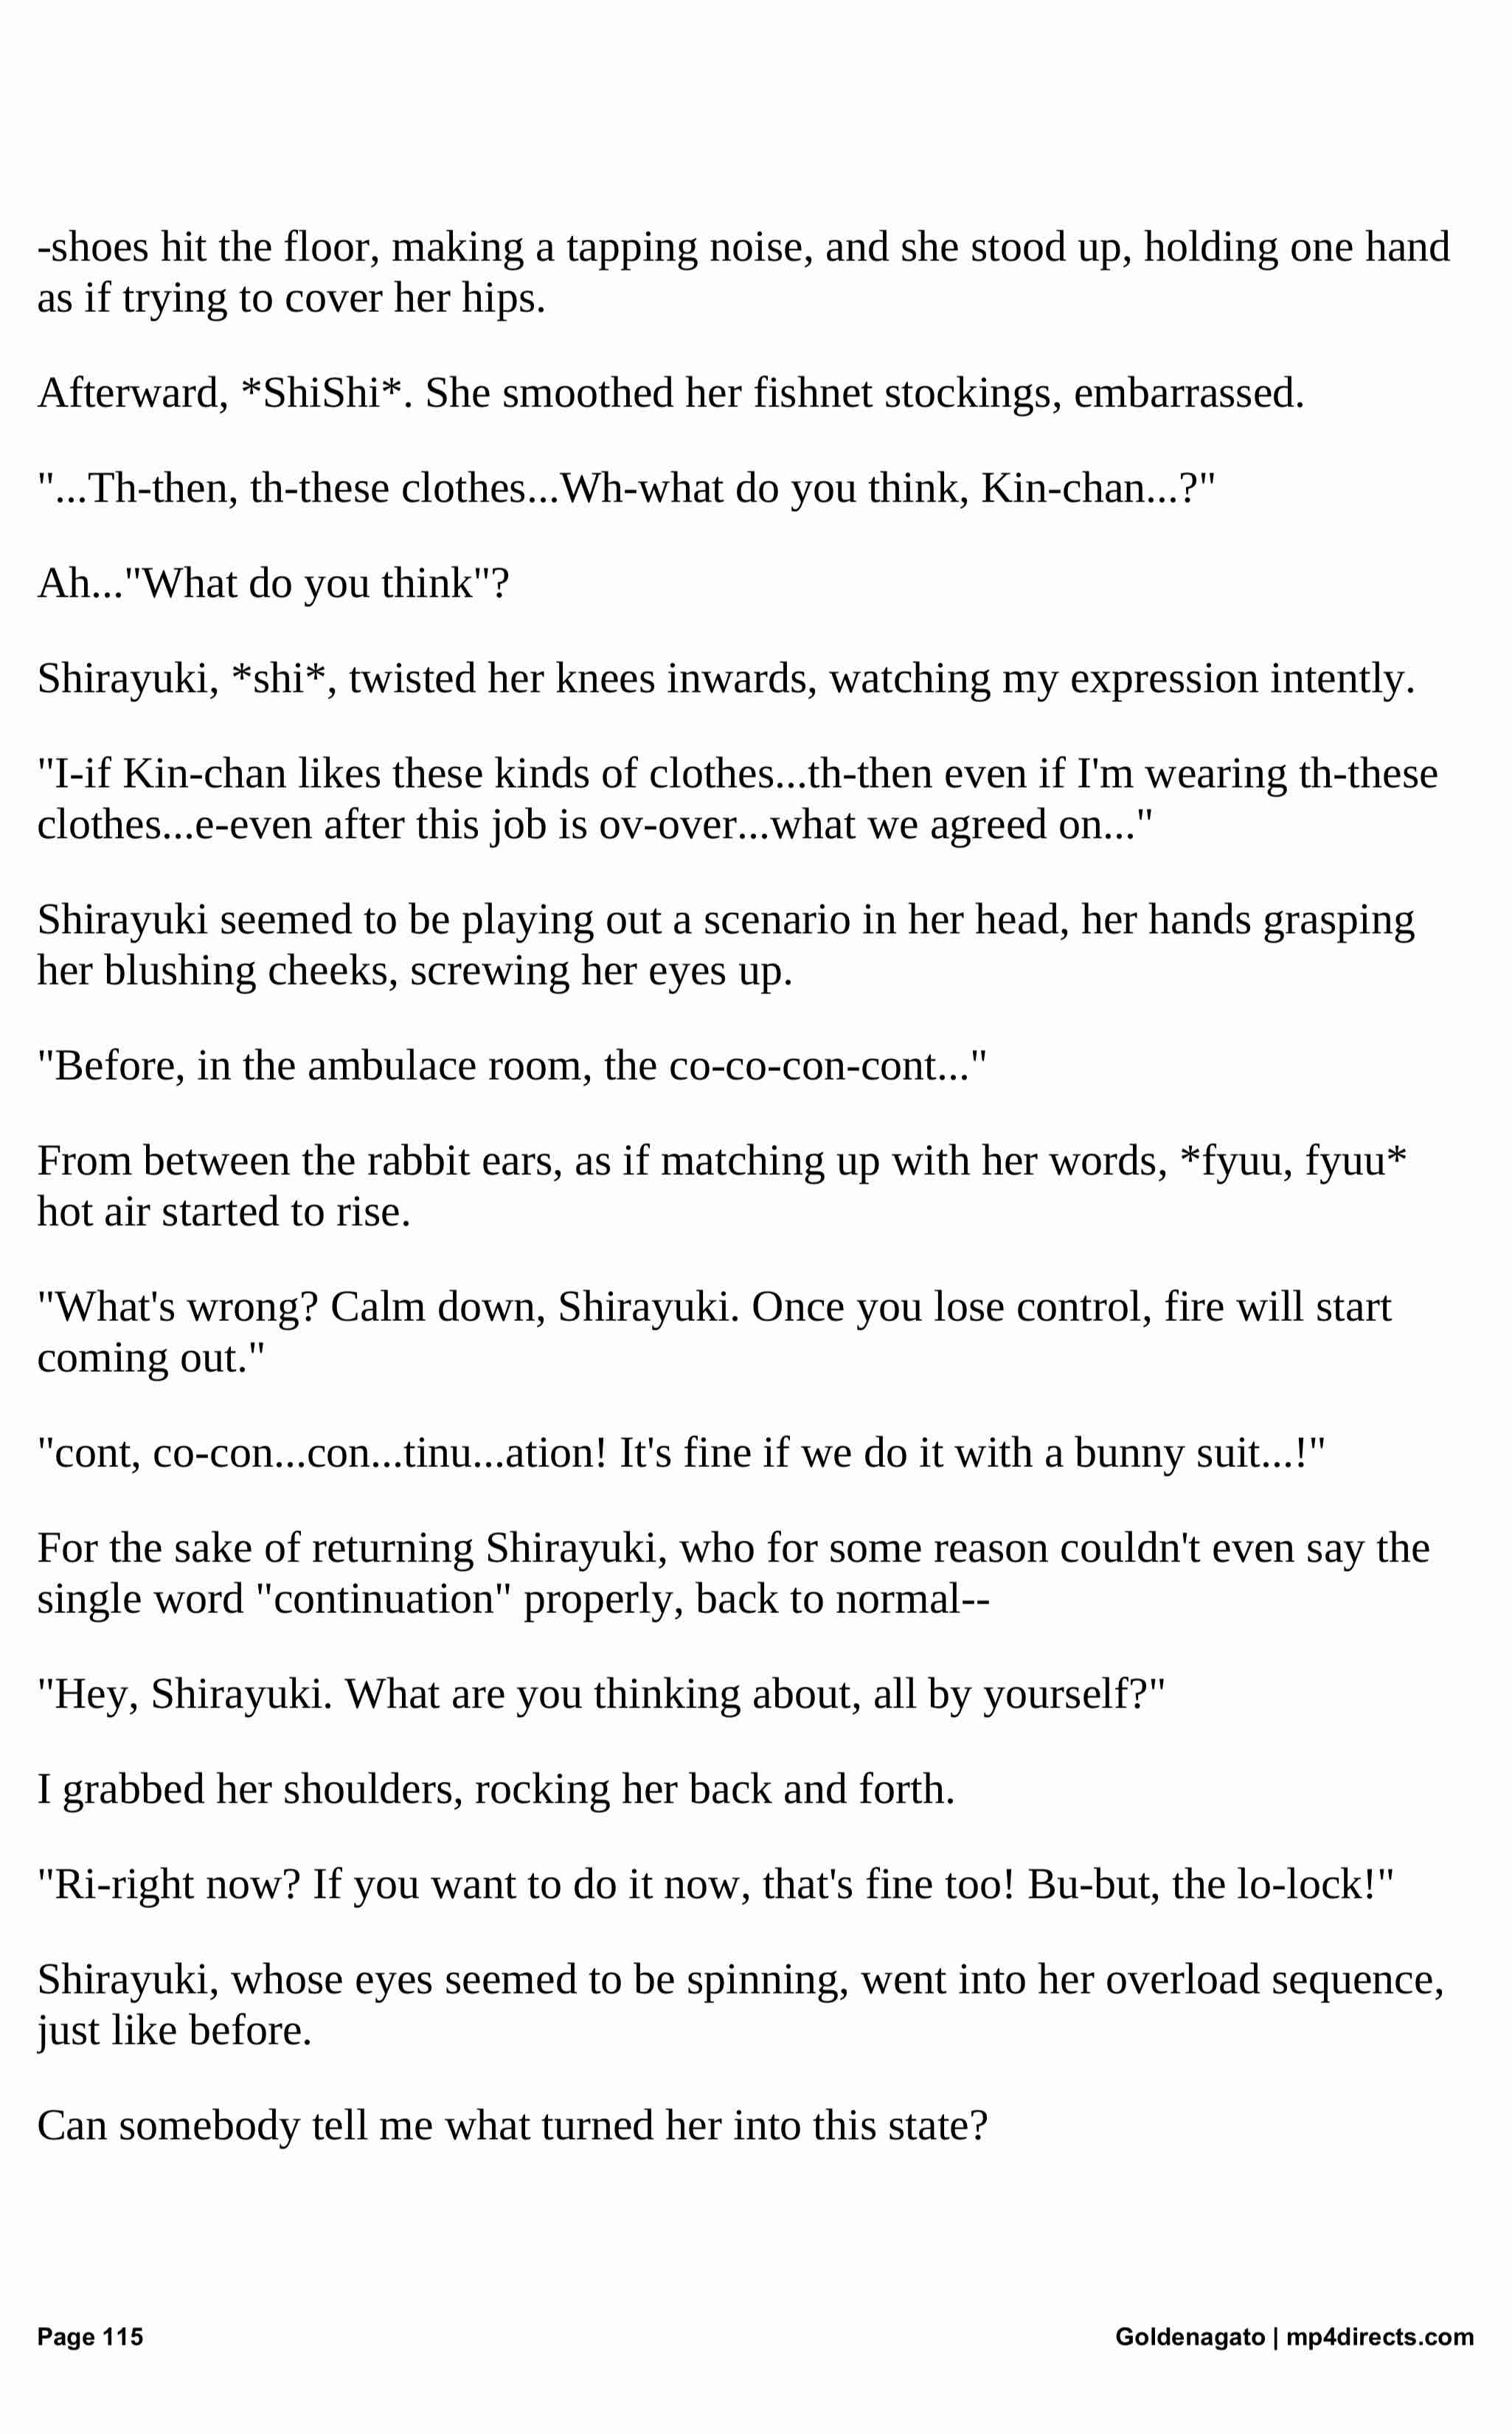 -shoes hit the floor, making a tapping noise, and she stood up, holding one hand
as if trying to cover her hips.
Afterward, *ShiShi*. She smoothed her fishnet stockings, embarrassed.
"...Th-then, th-these clothes...Wh-what do you think, Kin-chan...?"
Ah..."What do you think"?
Shirayuki, *shi*, twisted her knees inwards, watching my expression intently.
"I-if Kin-chan likes these kinds of clothes...th-then even if I'm wearing th-these
clothes...e-even after this job is ov-over...what we agreed on..."
Shirayuki seemed to be playing out a scenario in her head, her hands grasping
her blushing cheeks, screwing her eyes up.
"Before, in the ambulace room, the co-co-con-cont..."
From between the rabbit ears, as if matching up with her words, *fyuu, fyuu*
hot air started to rise.
"What's wrong? Calm down, Shirayuki. Once you lose control, fire will start
coming out."
"cont, co-con...con...tinu...ation! It's fine if we do it with a bunny suit...!"
For the sake of returning Shirayuki, who for some reason couldn't even say the
single word "continuation" properly, back to normal--
"Hey, Shirayuki. What are you thinking about, all by yourself?"
I grabbed her shoulders, rocking her back and forth.
"Ri-right now? If you want to do it now, that's fine too! Bu-but, the lo-lock!"
Shirayuki, whose eyes seemed to be spinning, went into her overload sequence,
just like before.
Can somebody tell me what turned her into this state?
Page 115
Goldenagato | mp4directs.com